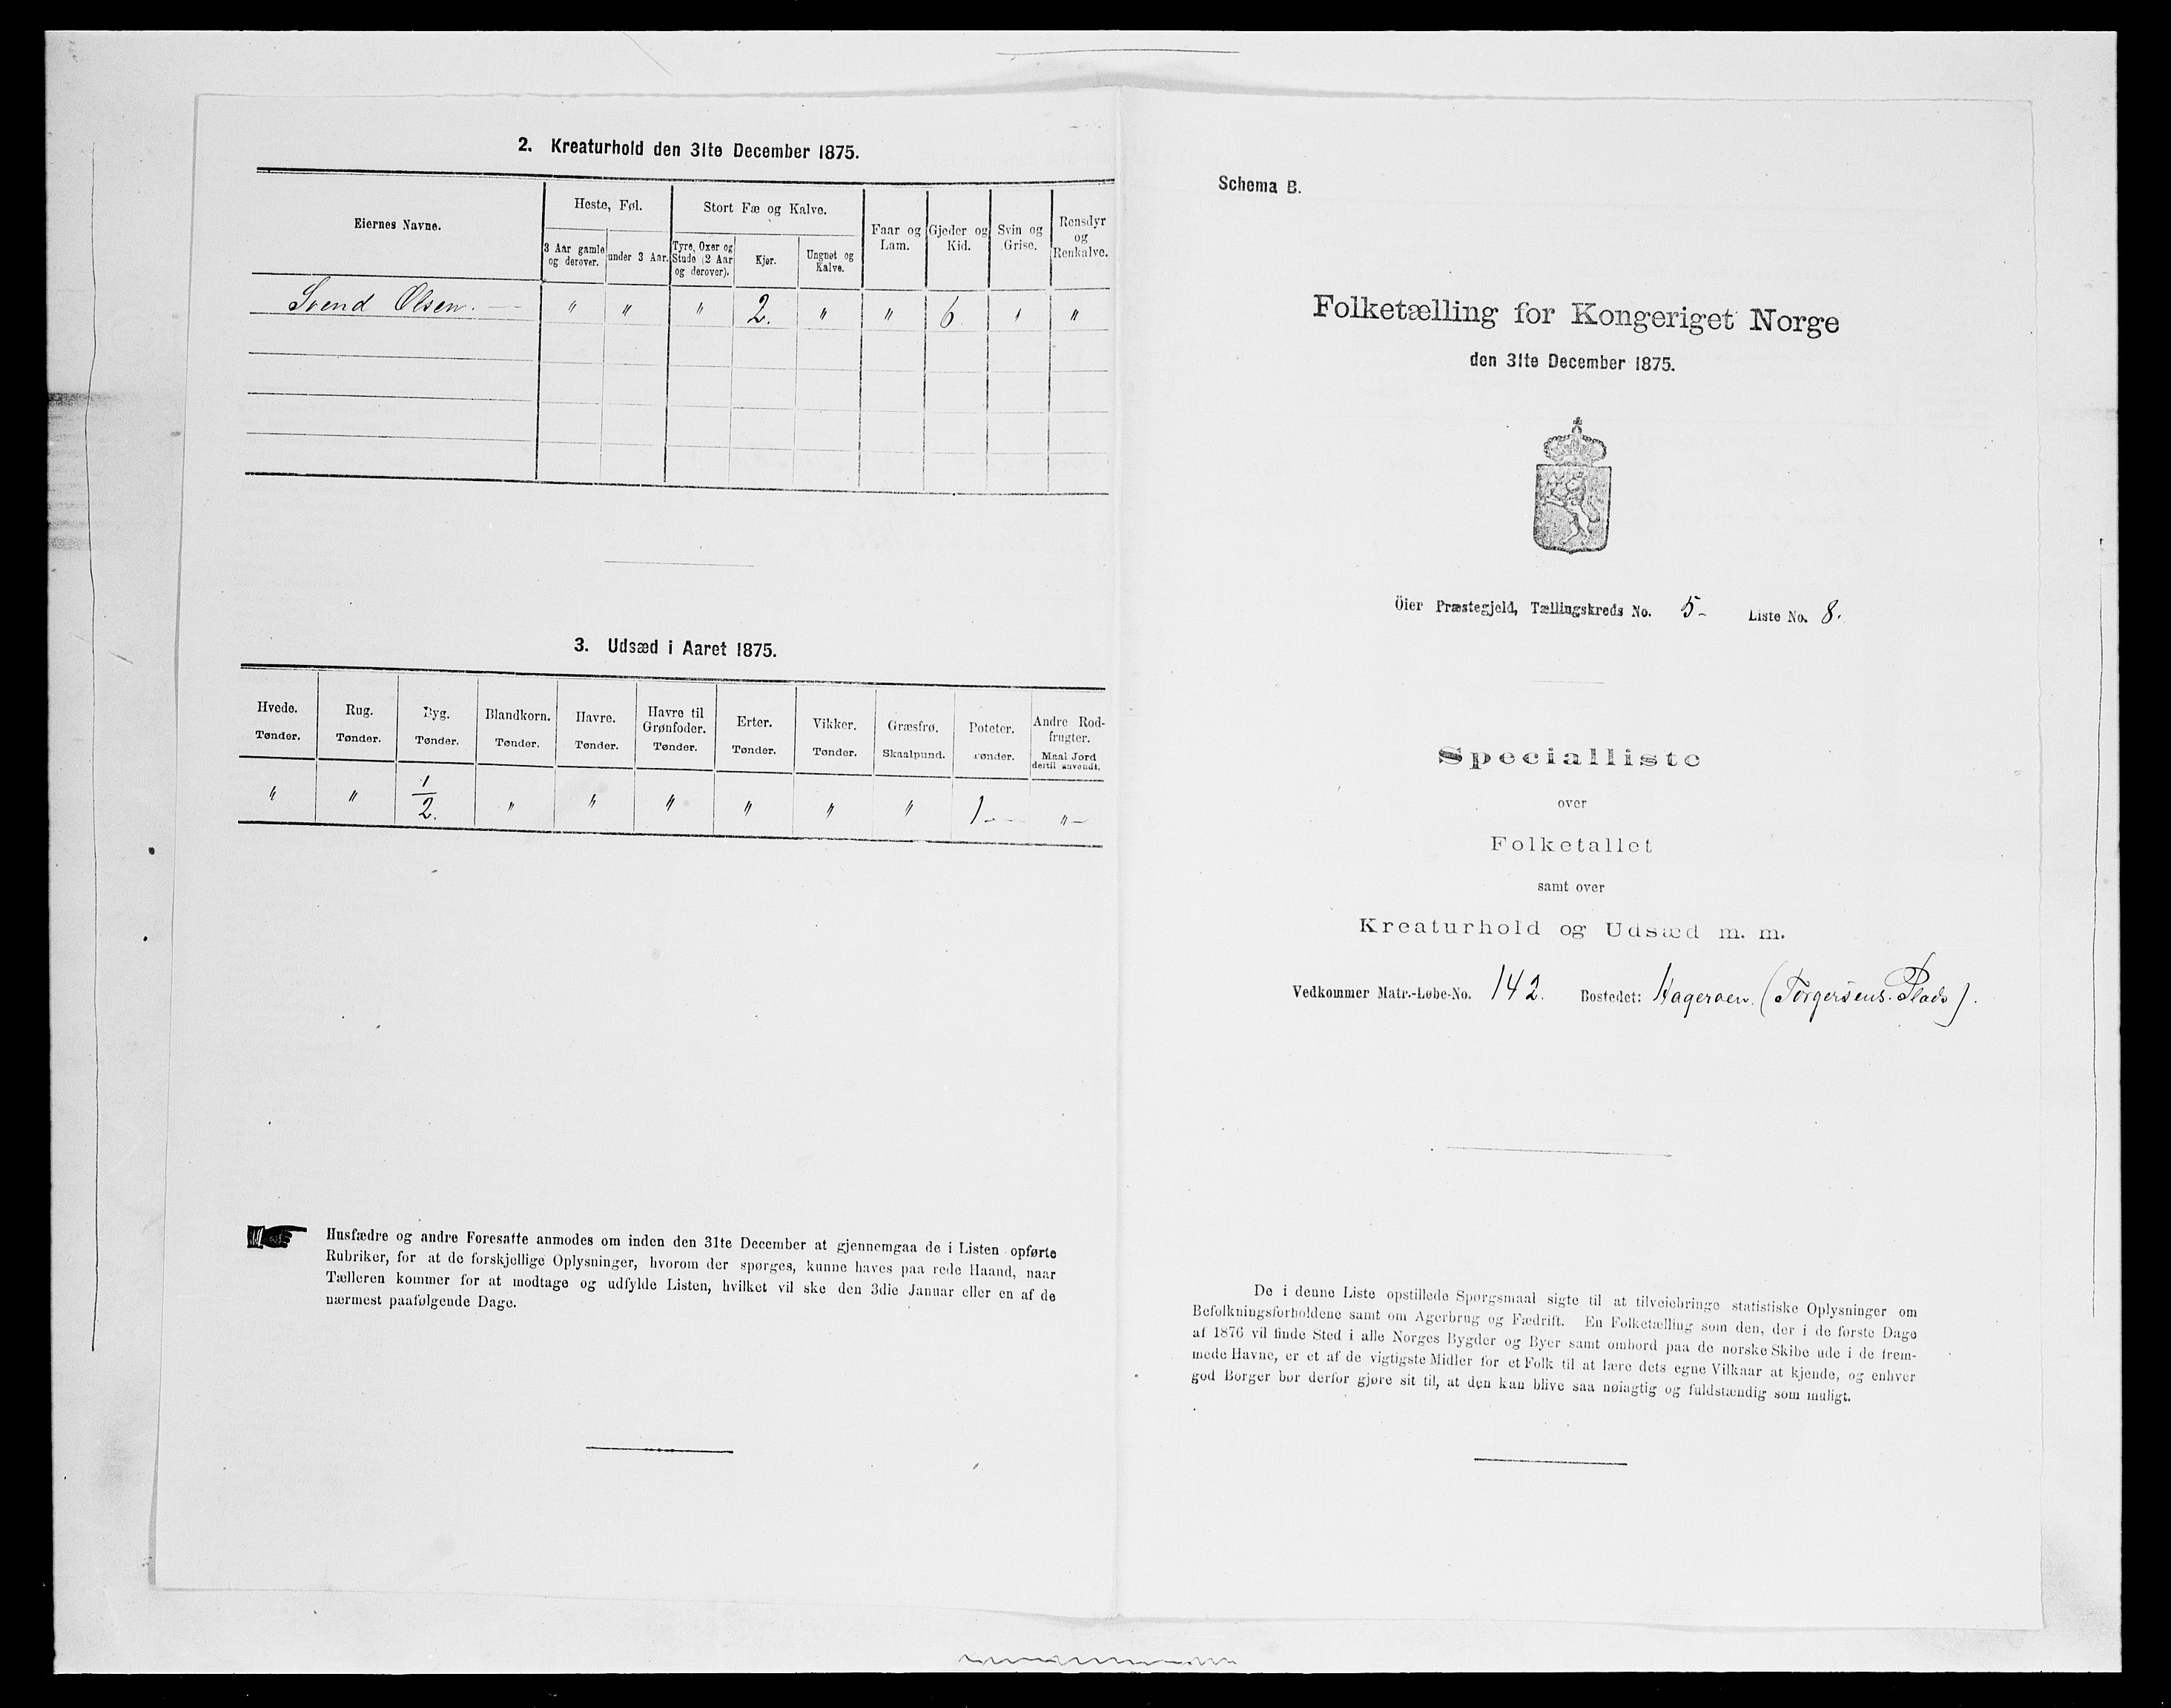 2. Kreaturhold den 31te December 1875.
Eiernes Navne.
Heste, Føl.
Stort Fæ og Kalve.
Faar og Lam.
Gjeder og Kid.
Svin og Grise.
Rensdyr og Renkalve.
3 Aar gamle og derover.
under 3 Aar.
Tyre, Oxer og Stude (2 Aar og derover).
Kjør.
Ungnøt og Kalve.
Svend Olsen. — " " " 2. " " 6 " "
3. Udsæd i Aaret 1875.
Hvede. Rug. Byg. Blandkorn. Havre. Havre til Grønfoder. Erter. Vikker. Græsfrø. Poteter. Andre Rodfrugter.
Tønder. Tønder. Tønder. Tønder. Tønder. Tønder. Tønder. Tønder. Skaalpund. Tønder. Maal Jord dertil anvendt.
" " 1/2. " " " " " " 1 — " —
Husfædre og andre Foresatte anmodes om inden den 31te December at gjennemgaa de i Listen opførte
Rubriker, for at de forskjellige Oplysninger, hvorom der spørges, kunne haves paa rede Haand, naar
Tælleren kommer for at modtage og udfylde Listen, hvilket vil ske den 3die Januar eller en af de
nærmest paafølgende Dage.
Schema B.
Folketælling for Kongeriget Norge
den 31te December 1875.
Öier Præstegjeld, Tællingskreds No. 5- Liste No. 8.
Specialliste
over
Folketallet
samt over
Kreaturhold og Udsæd m. m.
Vedkommer Matr.-Løbe-No. 142. Bostedet: Hageraen. (Torgersens. Plads).
De i denne Liste opstillede Spørgsmaal sigte til at tilveiebringe statistiske Oplysninger om
Befolkningsforholdene samt om Agerbrug og Fædrift. En Folketælling som den, der i de første Dage
af 1876 vil finde Sted i alle Norges Bygder og Byer samt ombord paa de norske Skibe ude i de frem-
mede Havne, er et af de vigtigste Midler for et Folk til at lære dets egne Vilkaar at kjende, og enhver
god Borger bør derfor gjøre sit til, at den kan blive saa nøiagtig og fuldstændig som muligt.